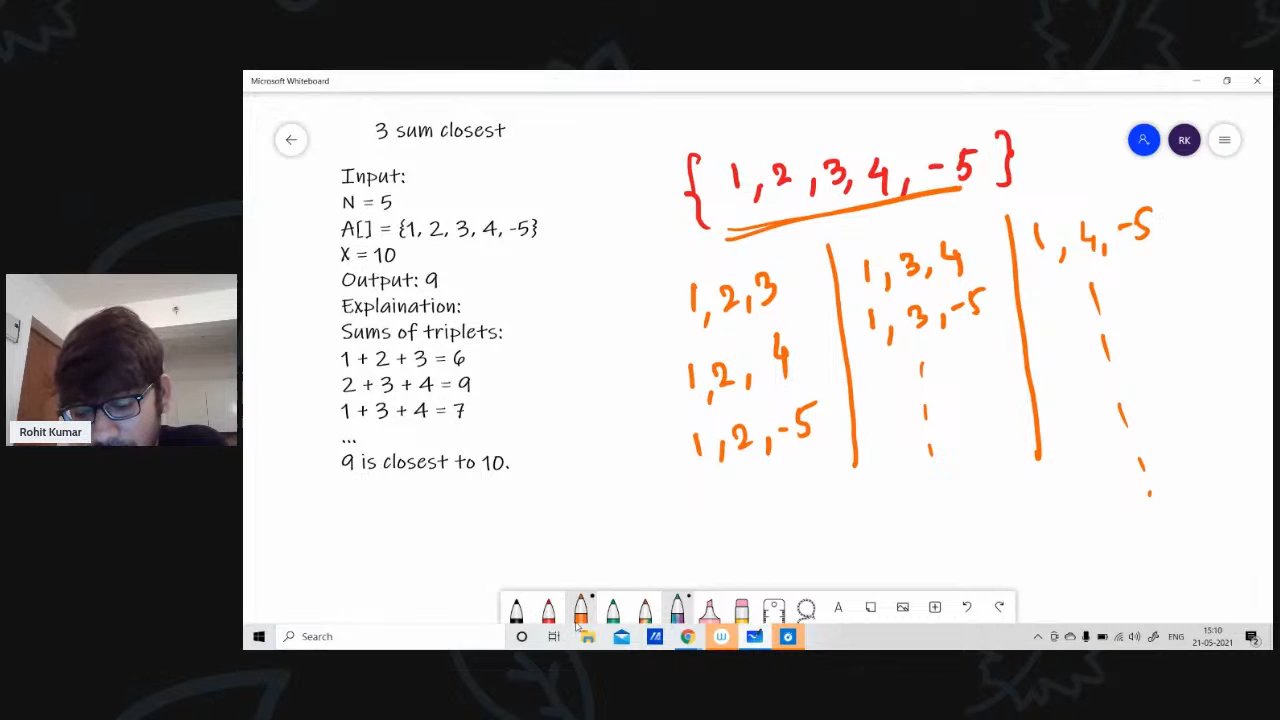 Microsoft Whiteboard
3 sum closest
RK
Input:
N = 5
A[] = {1, 2, 3, 4, -5}
X = 10
Output: 9
Explaination:
Sums of triplets:
1 + 2 + 3 = 6
2 + 3 + 4 = 9
1 + 3 + 4 = 7
...
9 is closest to 10.
{ 1, 2, 3, 4, -5 }
1, 2, 3
1, 2, 4
1, 2, -5
1, 3, 4
1, 3, -5
1, 4, -5
Rohit Kumar
A
Search
W
ENG
15:10
21-05-2021
2